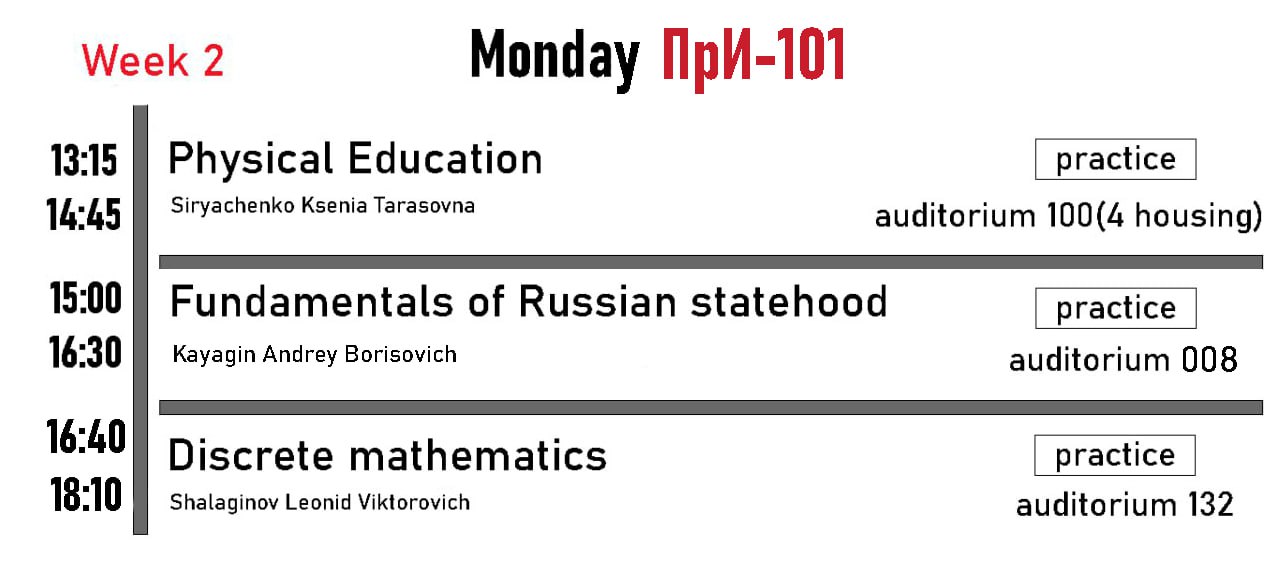 Week 2
Monday ПрИ-101
13:15
14:45
Physical Education
Siryachenko Ksenia Tarasovna
practice
auditorium 100(4 housing)
15:00
16:30
Fundamentals of Russian statehood
Kayagin Andrey Borisovich
practice
auditorium 008
16:40
18:10
Discrete mathematics
Shalaginov Leonid Viktorovich
practice
auditorium 132